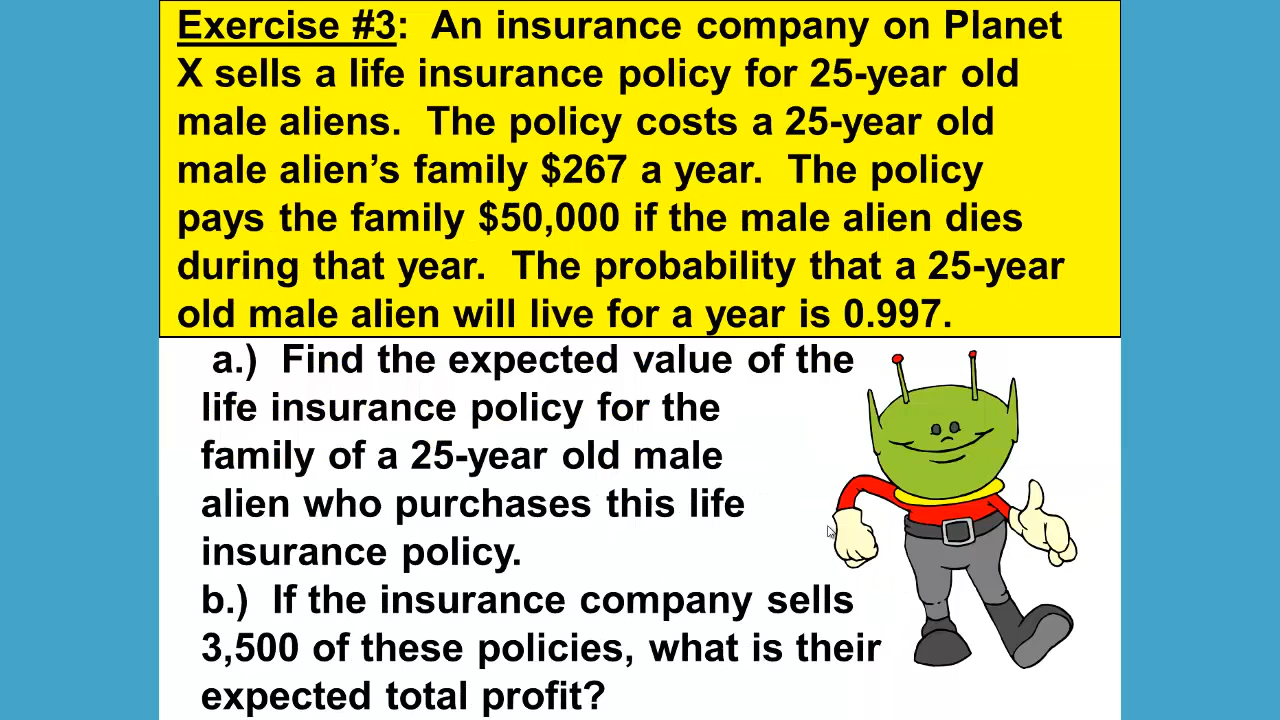 Exercise #3:  An insurance company on Planet
X sells a life insurance policy for 25-year old
male aliens.  The policy costs a 25-year old
male alien’s family $267 a year.  The policy
pays the family $50,000 if the male alien dies
during that year.  The probability that a 25-year
old male alien will live for a year is 0.997.
a.)  Find the expected value of the
life insurance policy for the
family of a 25-year old male
alien who purchases this life
insurance policy.
b.)  If the insurance company sells
3,500 of these policies, what is their
expected total profit?